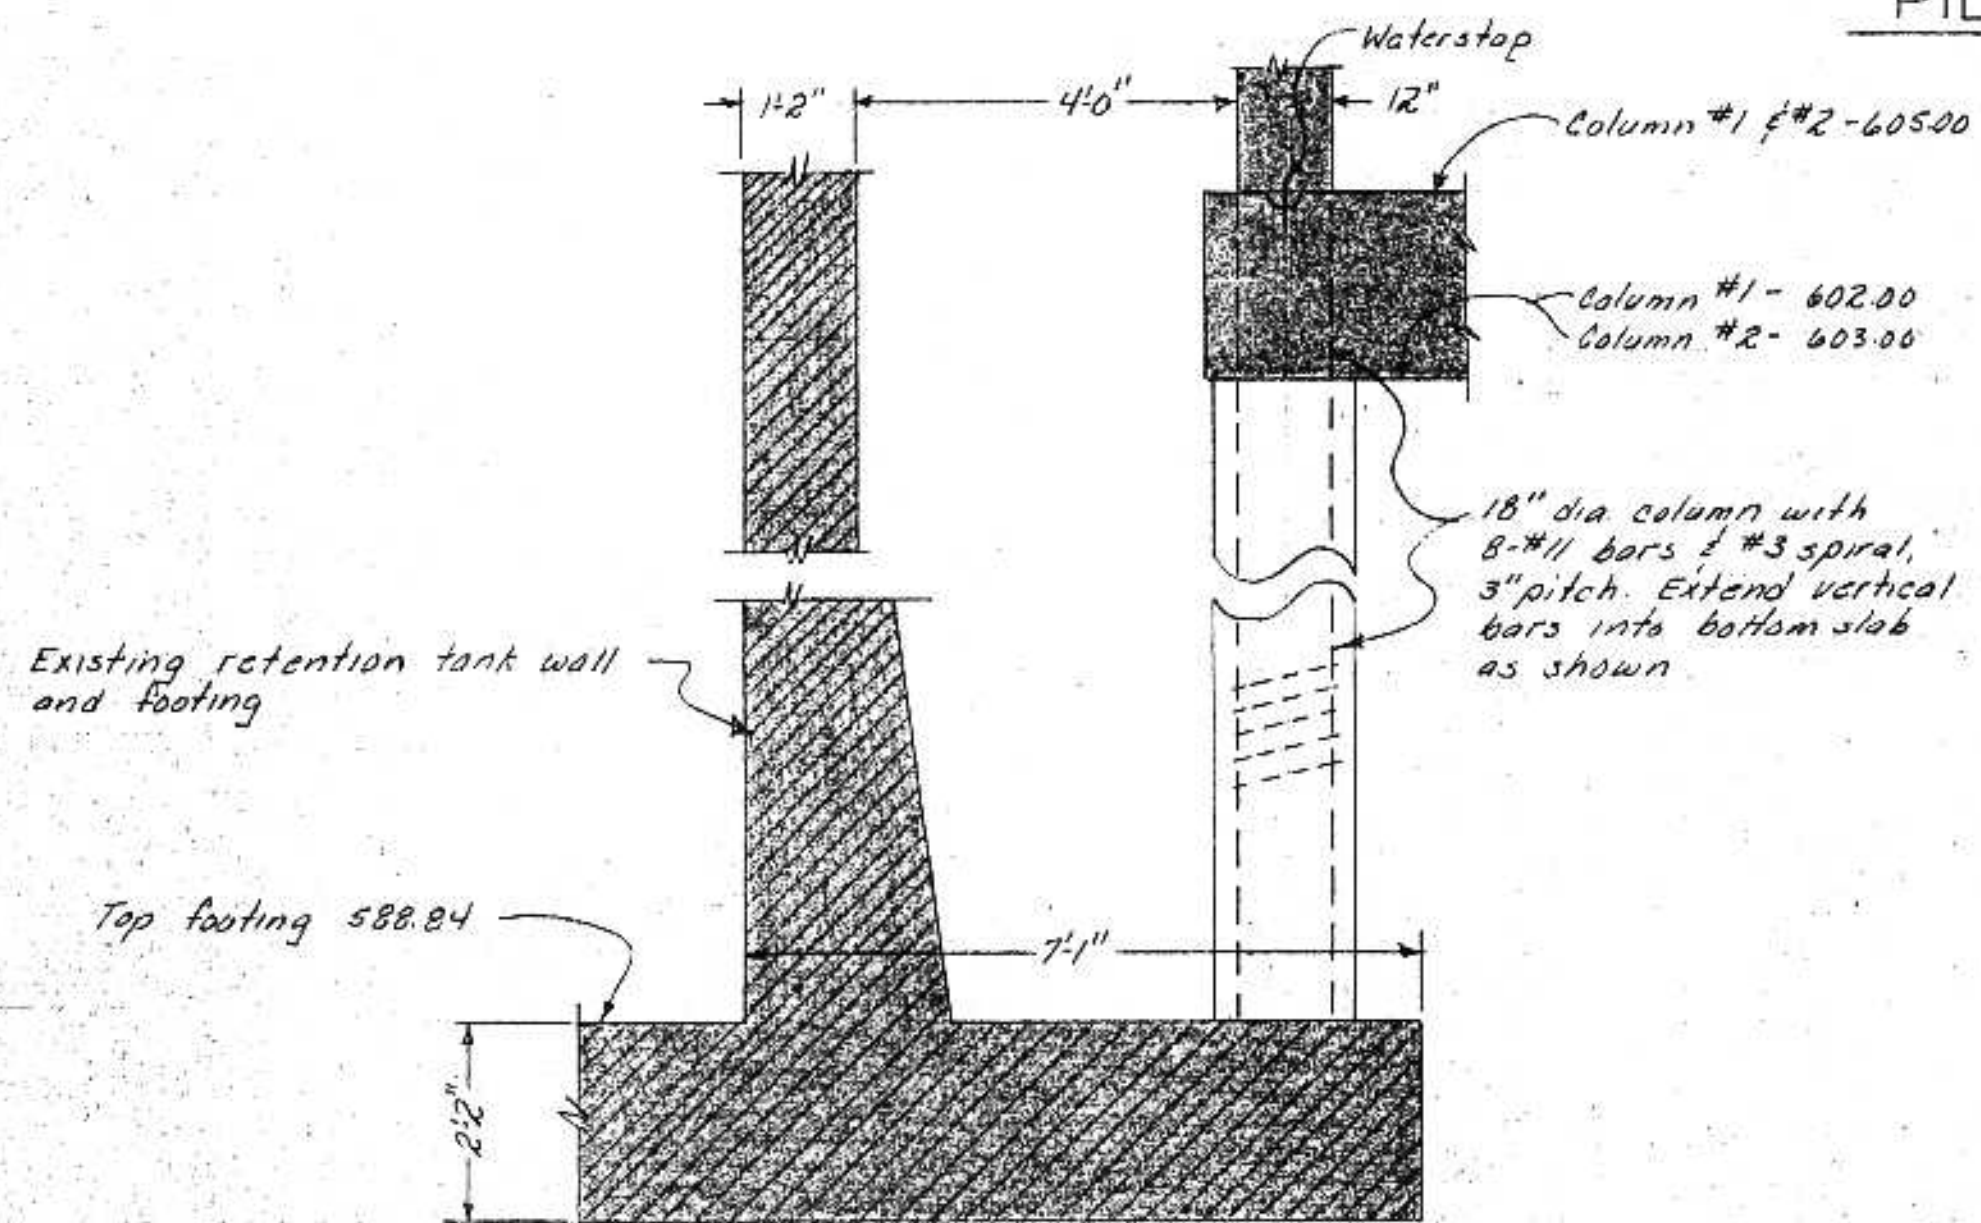 PIL
Waterstop
1'-2"
4'-0"
12"
Column #1 & #2 - 605.00
Column #1 - 602.00
Column #2 - 603.00
18" dia. column with
8-#11 bars & #3 spiral,
3" pitch. Extend vertical
bars into bottom slab
as shown
Existing retention tank wall
and footing
Top footing 588.84
7'-1"
2'-2"